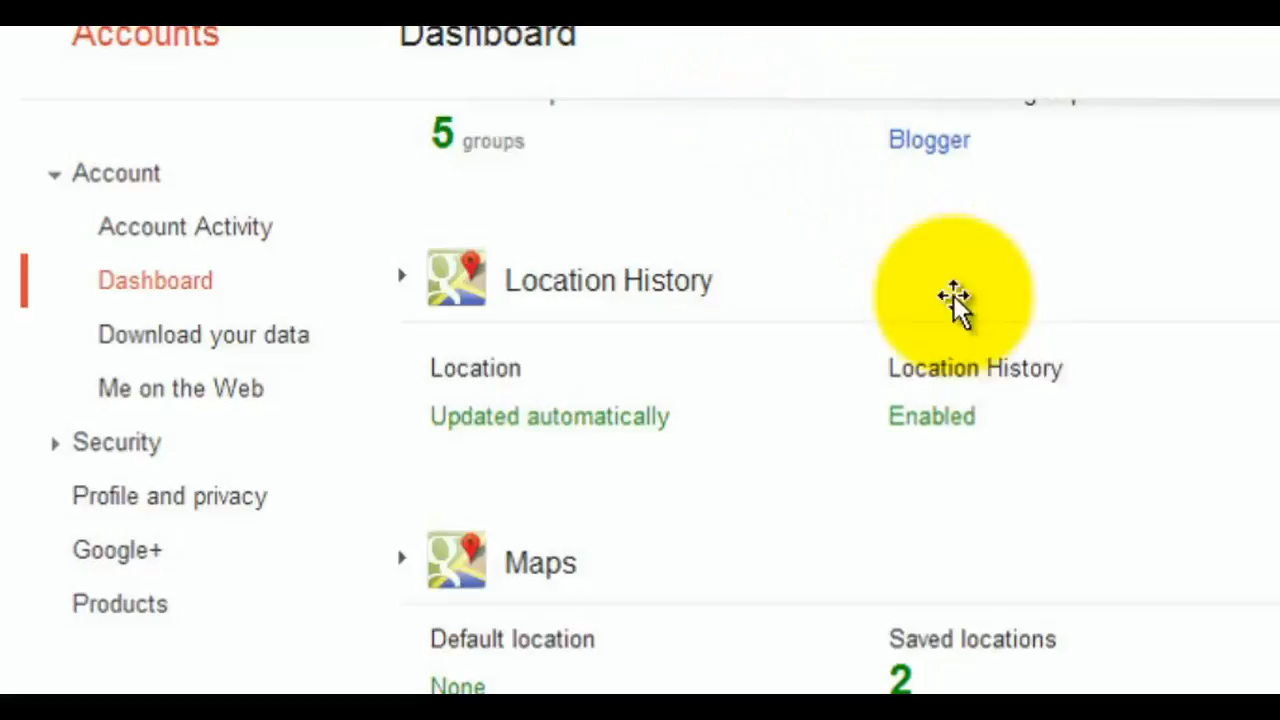 Accounts
Dashboard
5 groups
Blogger
Account
Account Activity
Dashboard
Download your data
Me on the Web
Security
Profile and privacy
Google+
Products
Location History
Location
Location History
Updated automatically
Enabled
Maps
Default location
Saved locations
None
2